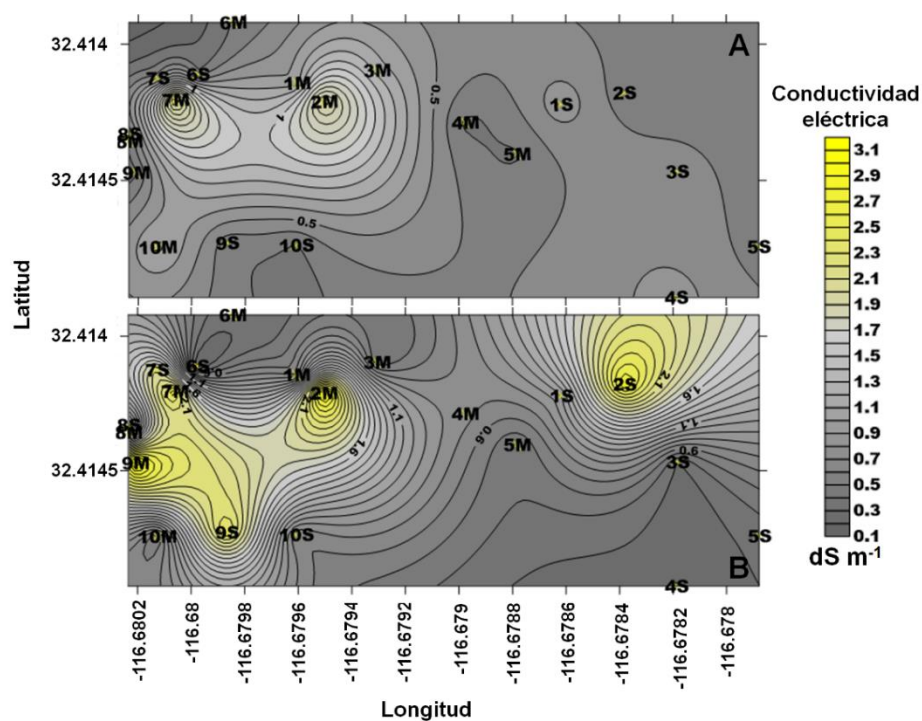 6M
A
32.414
7S
6S
1M
3M
7M
2M
1
0.5
1S
2S
8S
8M
4M
5M
3S
1
9M
32.4145
0.5
10M
9S
10S
5S
4S
Latitud
6M
32.414
7S
6S
3M
1M
7M
2M
2S
2.1
1.6
1S
8S
8M
1.1
4M
0.6
1.1
1.6
5M
0.6
9M
3S
32.4145
10M
9S
10S
5S
B
4S
-116.6802
-116.68
-116.6798
-116.6796
-116.6794
-116.6792
-116.679
-116.6788
-116.6786
-116.6784
-116.6782
-116.678
Longitud
Conductividad
eléctrica
3.1
2.9
2.7
2.5
2.3
2.1
1.9
1.7
1.5
1.3
1.1
0.9
0.7
0.5
0.3
0.1
dS m⁻¹